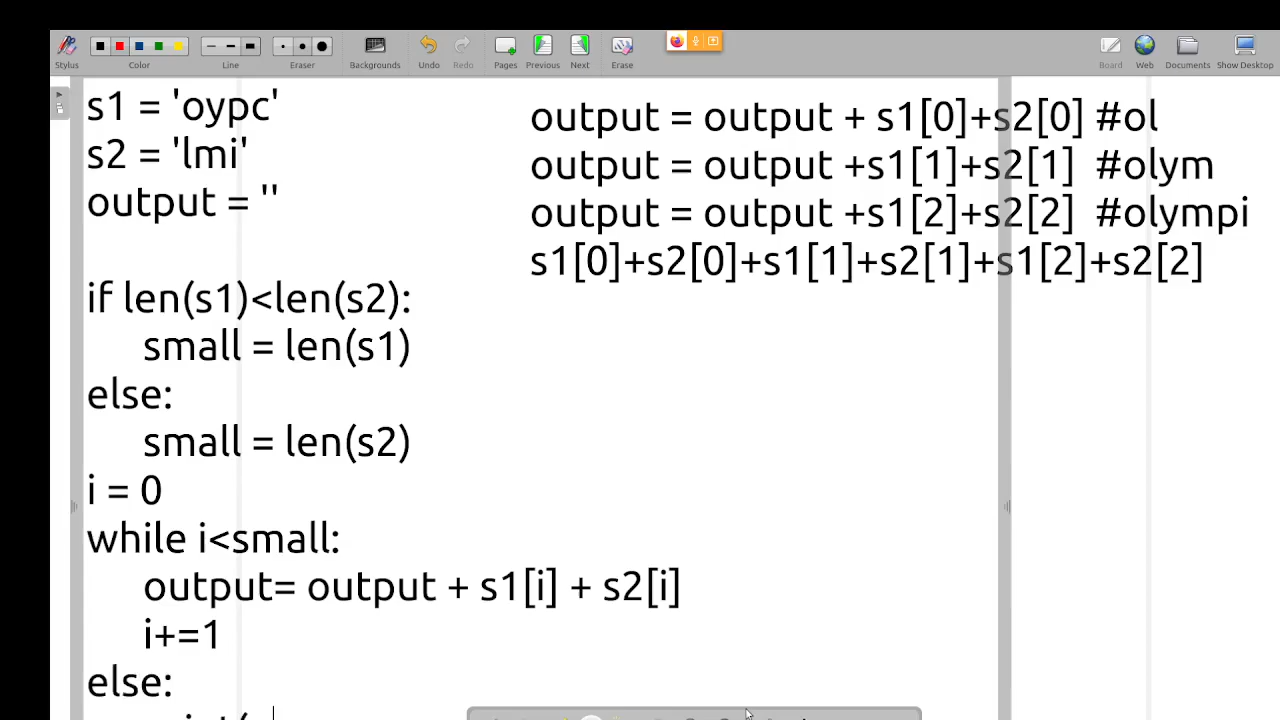 Stylus Color Line Eraser Backgrounds Undo Redo Pages Previous Next Erase Board Web Documents Show Desktop
s1 = 'oypc'
s2 = 'lmi'
output = ''
if len(s1)<len(s2):
small = len(s1)
else:
small = len(s2)
i = 0
while i<small:
output= output + s1[i] + s2[i]
i+=1
else:
output = output + s1[0]+s2[0] #ol
output = output +s1[1]+s2[1] #olym
output = output +s1[2]+s2[2] #olympi
s1[0]+s2[0]+s1[1]+s2[1]+s1[2]+s2[2]